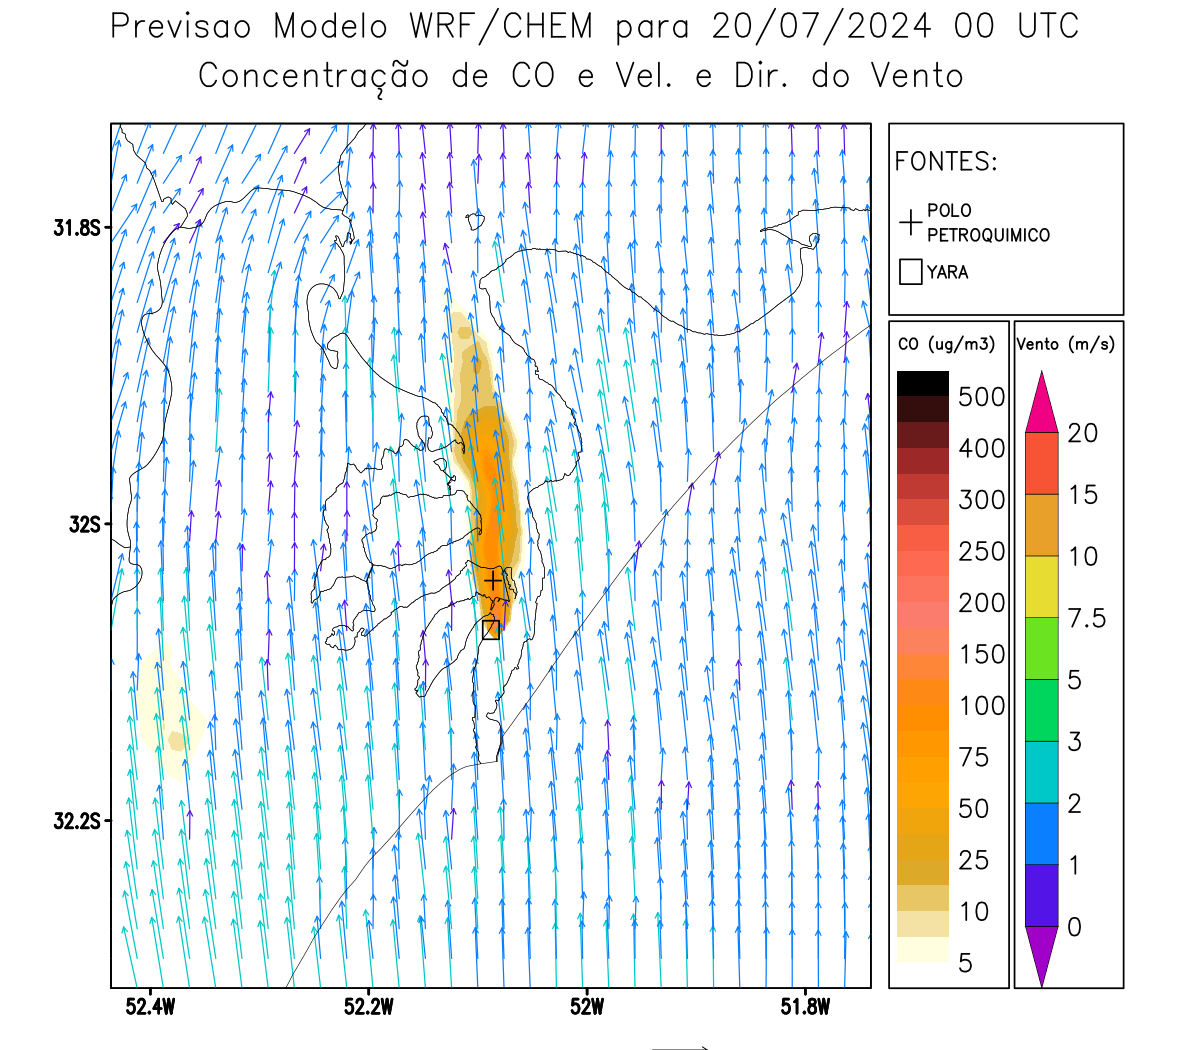 Previsao Modelo WRF/CHEM para 20/07/2024 00 UTC
Concentração de CO e Vel. e Dir. do Vento
FONTES:
POLO
PETROQUIMICO
YARA
CO (ug/m3)
500
400
300
250
200
150
100
75
50
25
10
5
Vento (m/s)
20
15
10
7.5
5
3
2
1
0
31.8S
32S
32.2S
52.4W
52.2W
52W
51.8W